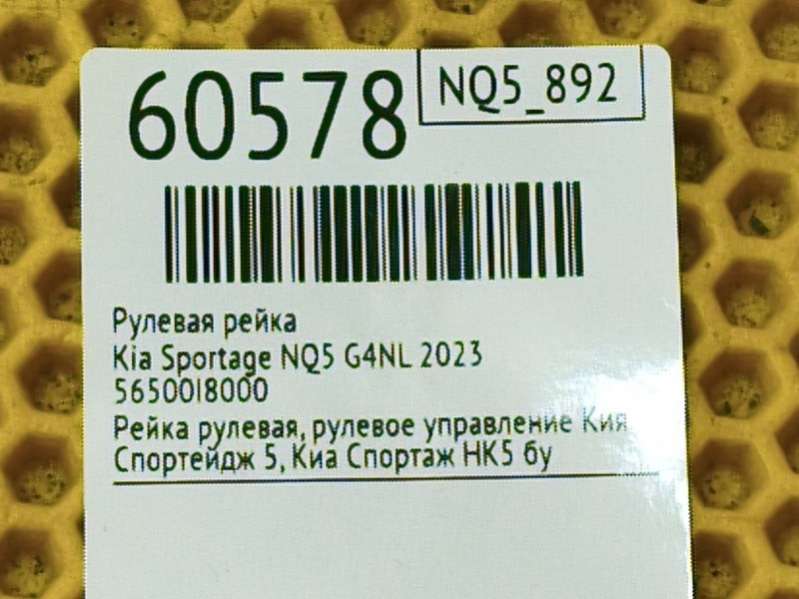 60578
NQ5_892
Рулевая рейка
Kia Sportage NQ5 G4NL 2023
56500I8000
Рейка рулевая, рулевое управление Кия
Спортейдж 5, Киа Спортаж НК5 бу